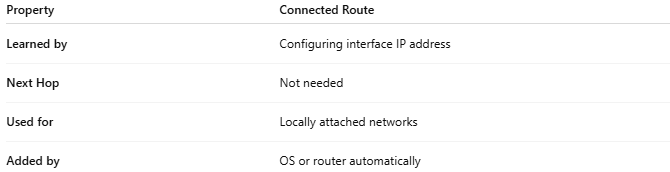 Property Connected Route
Learned by Configuring interface IP address
Next Hop Not needed
Used for Locally attached networks
Added by OS or router automatically